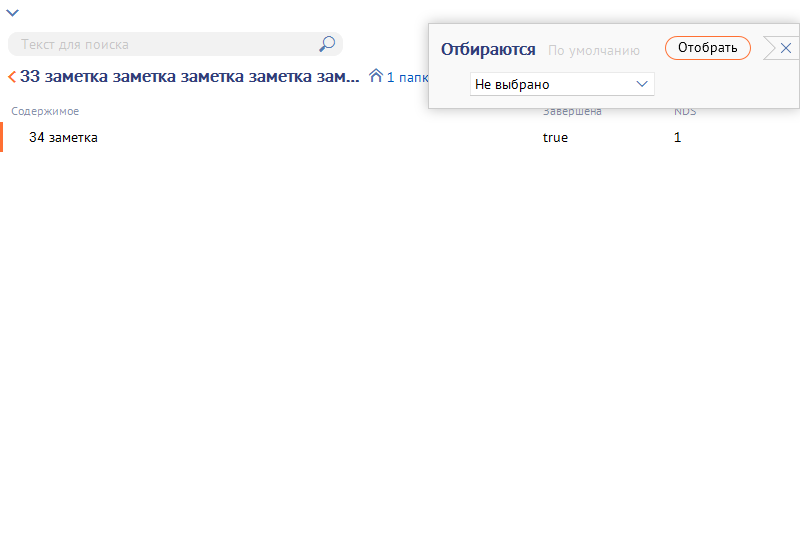 Текст для поиска
Отбираются По умолчанию Отобрать
33 заметка заметка заметка заметка зам... 1 папк
Не выбрано
Содержимое Завершена NDS
34 заметка true 1